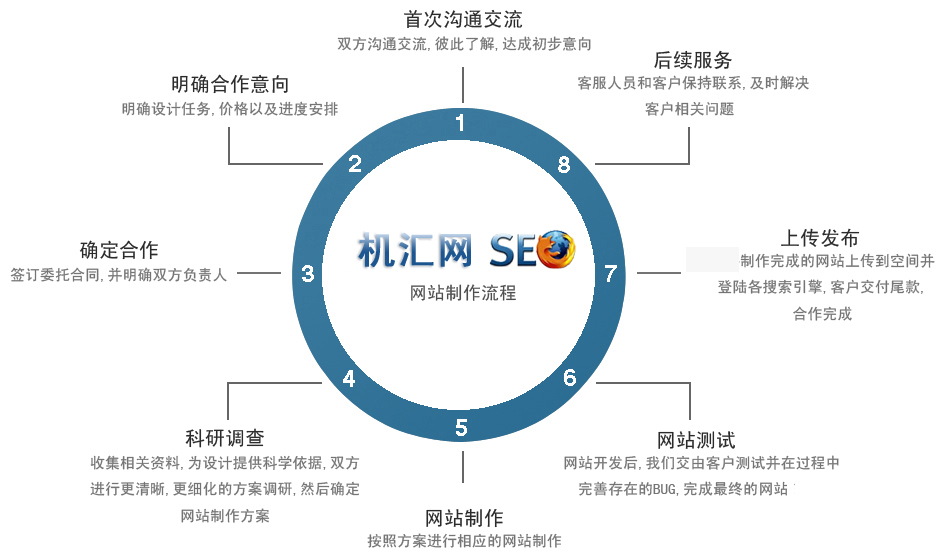 首次沟通交流
双方沟通交流, 彼此了解, 达成初步意向
1
明确合作意向
明确设计任务, 价格以及进度安排
2
确定合作
签订委托合同, 并明确双方负责人
3
科研调查
收集相关资料, 为设计提供科学依据, 双方
进行更清晰, 更细化的方案调研, 然后确定
网站制作方案
4
网站制作
按照方案进行相应的网站制作
5
网站测试
网站开发后, 我们交由客户测试并在过程中
完善存在的BUG, 完成最终的网站
6
上传发布
制作完成的网站上传到空间并
登陆各搜索引擎, 客户交付尾款,
合作完成
7
后续服务
客服人员和客户保持联系, 及时解决
客户相关问题
8
机汇网 SEO
网站制作流程